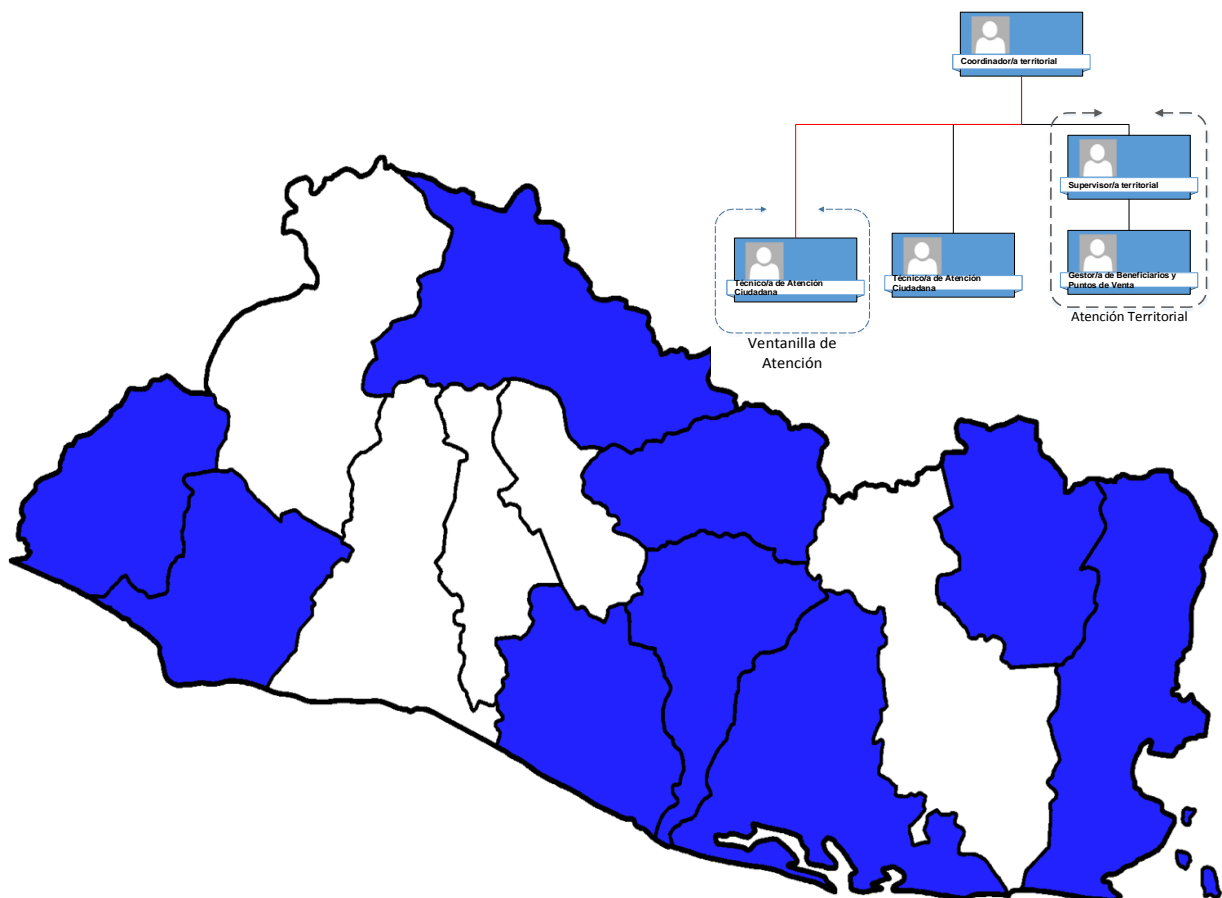 Coordinador/a territorial
Supervisor/a territorial
Técnico/a de Atención
Ciudadana
Técnico/a de Atención
Ciudadana
Gestor/a de Beneficiarios y
Puntos de Venta
Atención Territorial
Ventanilla de
Atención